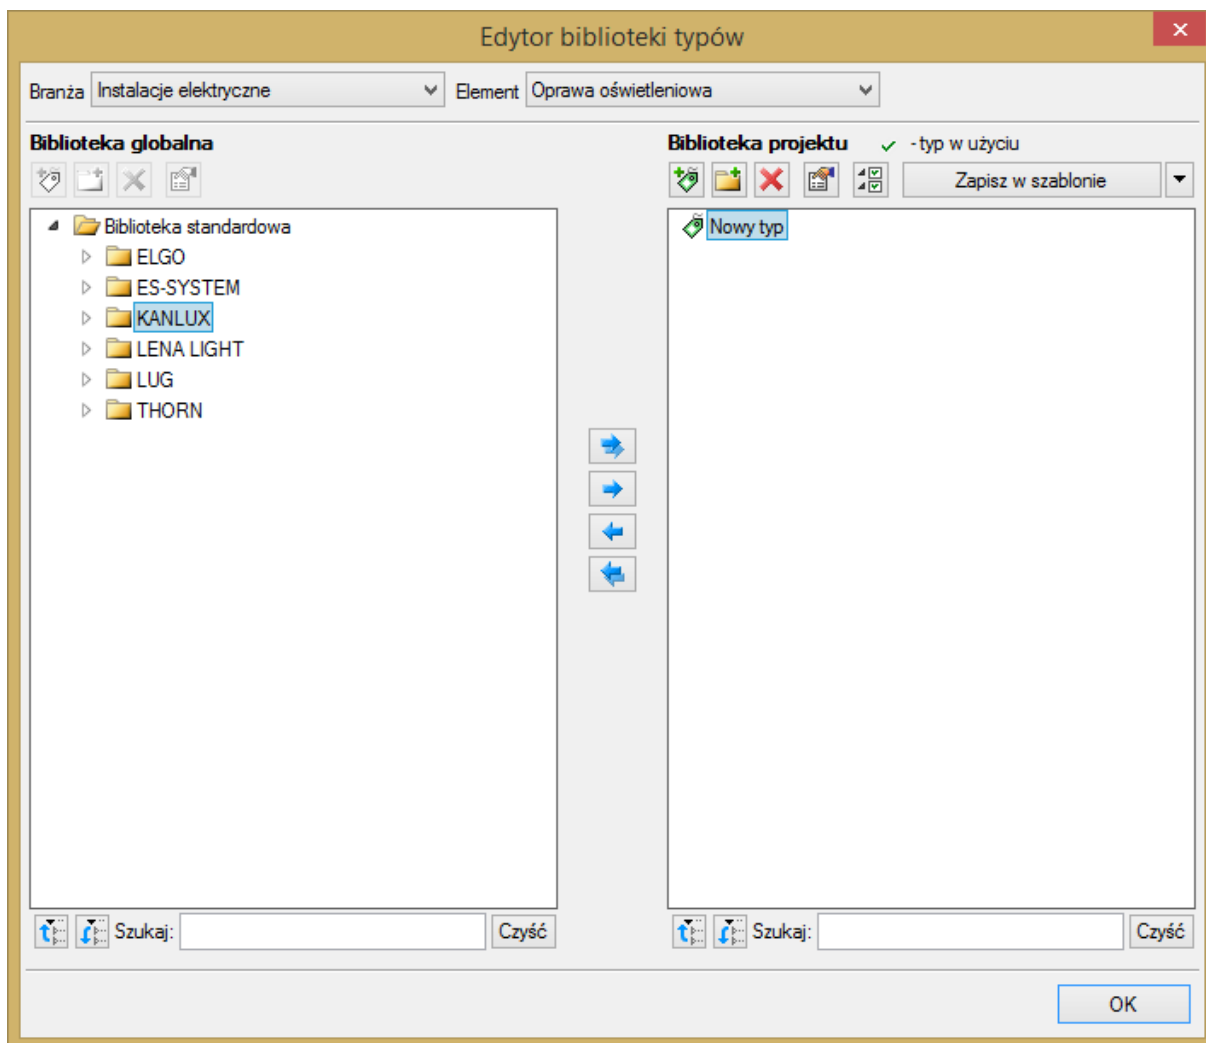 Edytor biblioteki typów
Branża Instalacje elektryczne Element Oprawa oświetleniowa
Biblioteka globalna
Biblioteka projektu - typ w użyciu
Zapisz w szablonie
Biblioteka standardowa
ELGO
ES-SYSTEM
KANLUX
LENA LIGHT
LUG
THORN
Nowy typ
Szukaj: Czyść
Szukaj: Czyść
OK